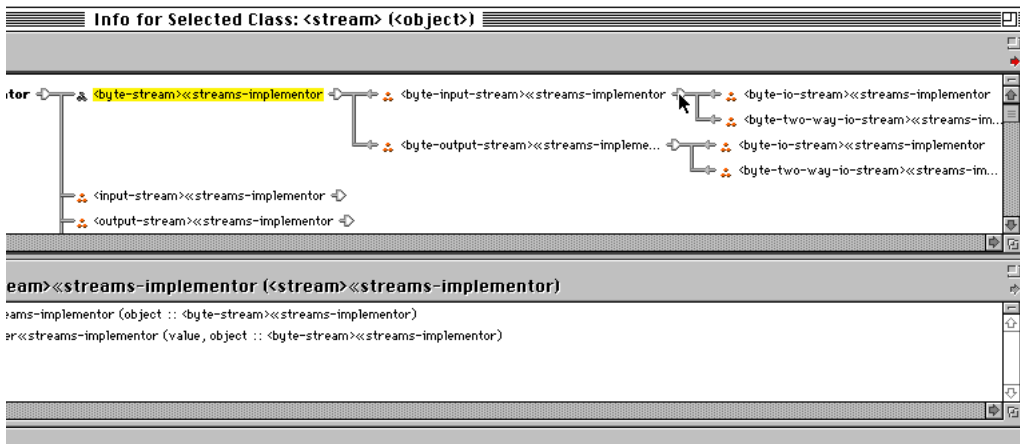 Info for Selected Class: <stream> (<object>)
tor <byte-stream>«streams-implementor <byte-input-stream>«streams-implementor <byte-io-stream>«streams-implementor
<byte-two-way-io-stream>«streams-im...
<byte-output-stream>«streams-impleme... <byte-io-stream>«streams-implementor
<byte-two-way-io-stream>«streams-im...
<input-stream>«streams-implementor
<output-stream>«streams-implementor
eam>«streams-implementor (<stream>«streams-implementor)
eams-implementor (object :: <byte-stream>«streams-implementor)
er«streams-implementor (value, object :: <byte-stream>«streams-implementor)